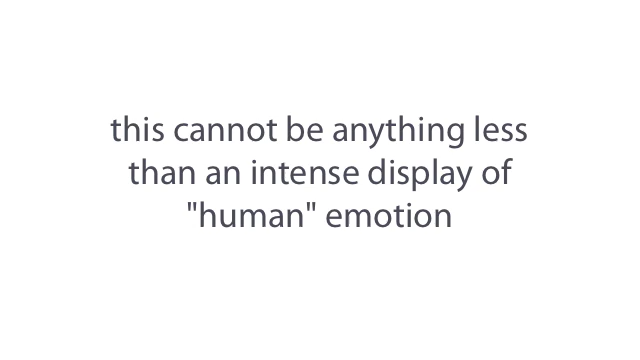 this cannot be anything less
than an intense display of
"human" emotion